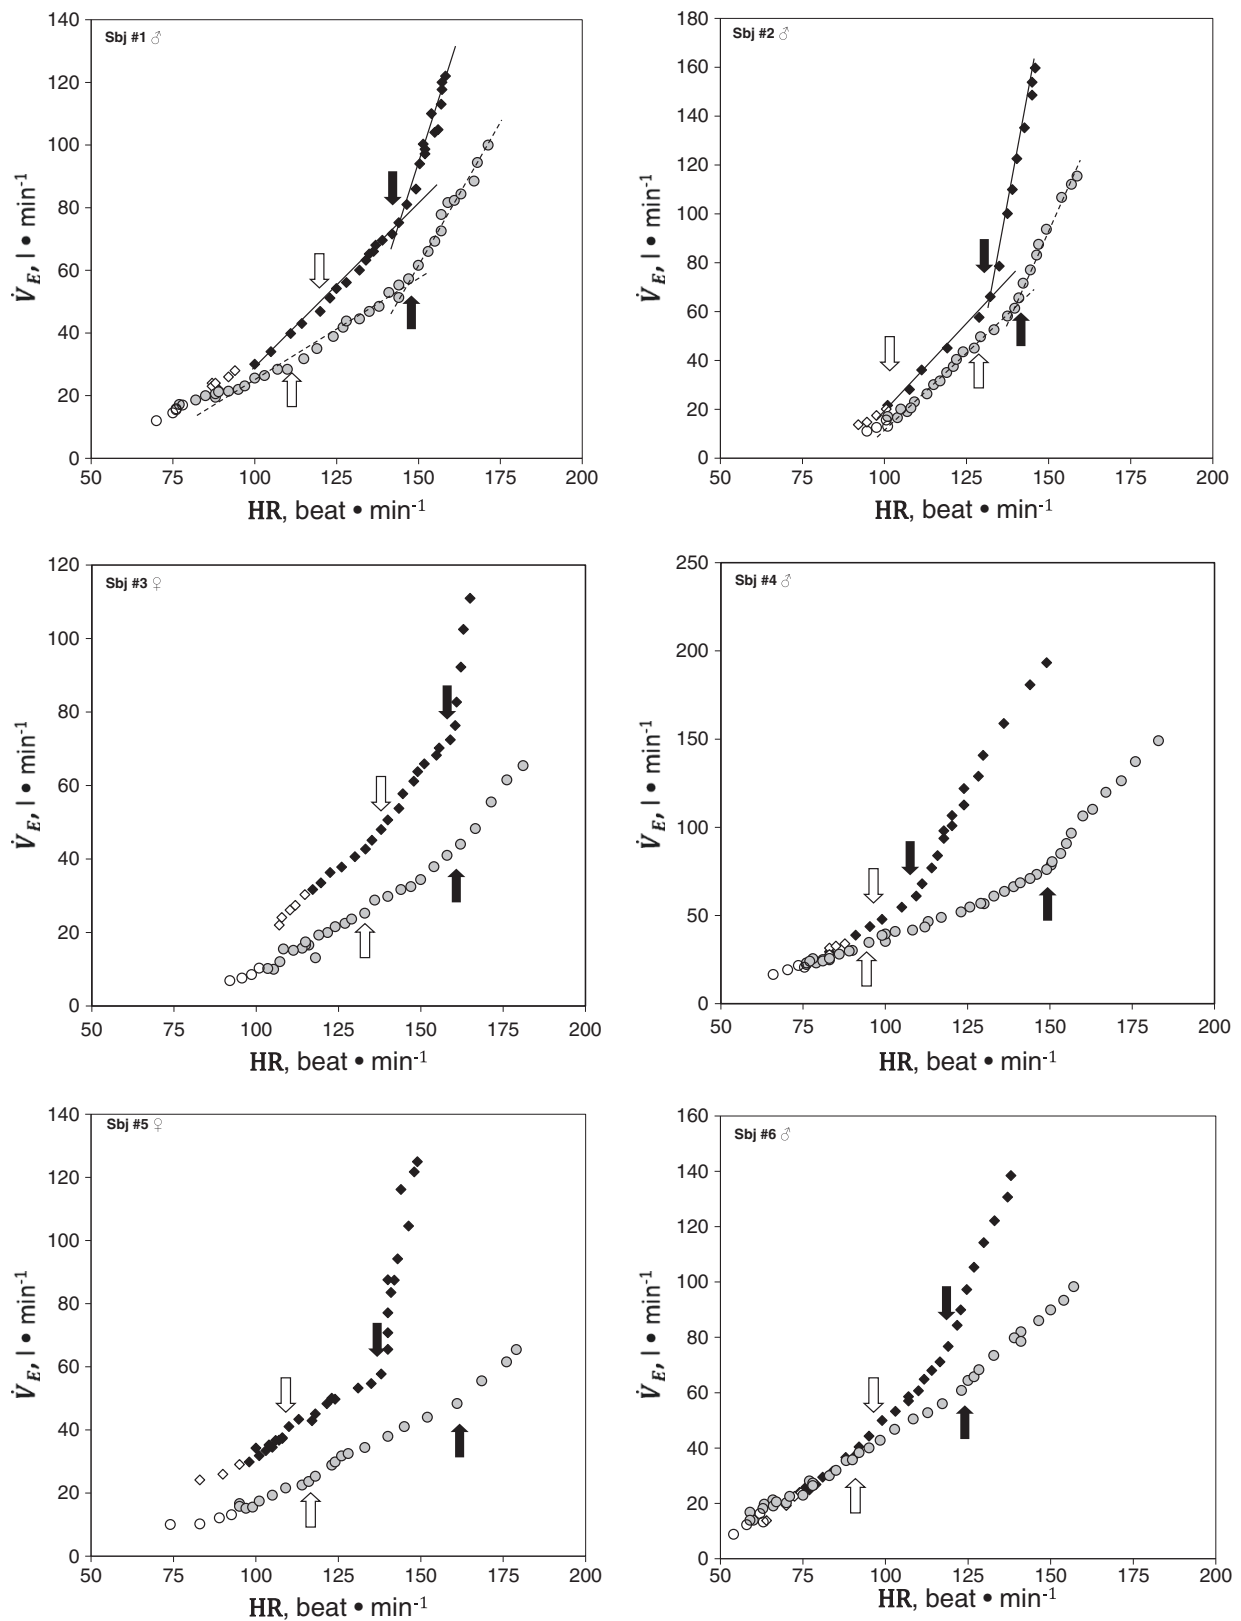 Sbj #1 ♂
140
120
100
80
60
40
20
0
V̇E, l • min-1
50 75 100 125 150 175 200
HR, beat • min-1
Sbj #2 ♂
180
160
140
120
100
80
60
40
20
0
V̇E, l • min-1
50 75 100 125 150 175 200
HR, beat • min-1
Sbj #3 ♀
120
100
80
60
40
20
0
V̇E, l • min-1
50 75 100 125 150 175 200
HR, beat • min-1
Sbj #4 ♂
250
200
150
100
50
0
V̇E, l • min-1
50 75 100 125 150 175 200
HR, beat • min-1
Sbj #5 ♀
140
120
100
80
60
40
20
0
V̇E, l • min-1
50 75 100 125 150 175 200
HR, beat • min-1
Sbj #6 ♂
160
140
120
100
80
60
40
20
0
V̇E, l • min-1
50 75 100 125 150 175 200
HR, beat • min-1